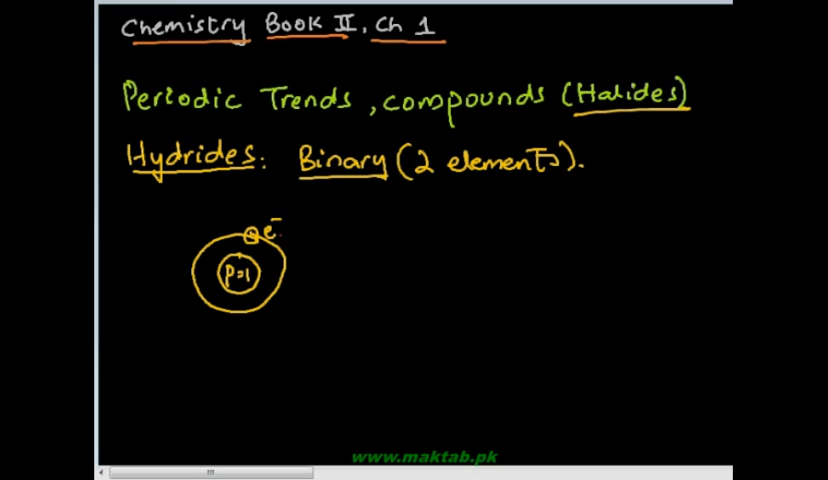 Chemistry Book II, Ch 1
Periodic Trends, compounds (Halides)
Hydrides: Binary (2 elements).
e⁻
p=1
www.maktab.pk